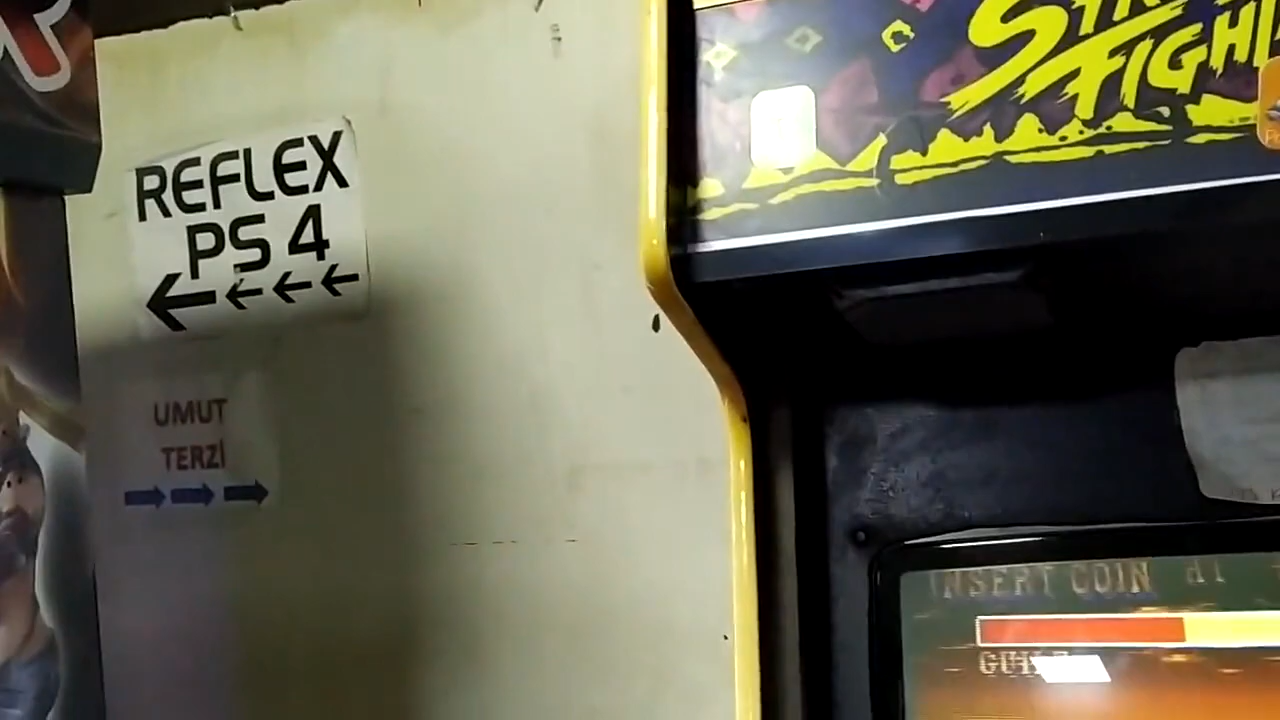 REFLEX
PS 4
UMUT
TERZİ
INSERT COIN